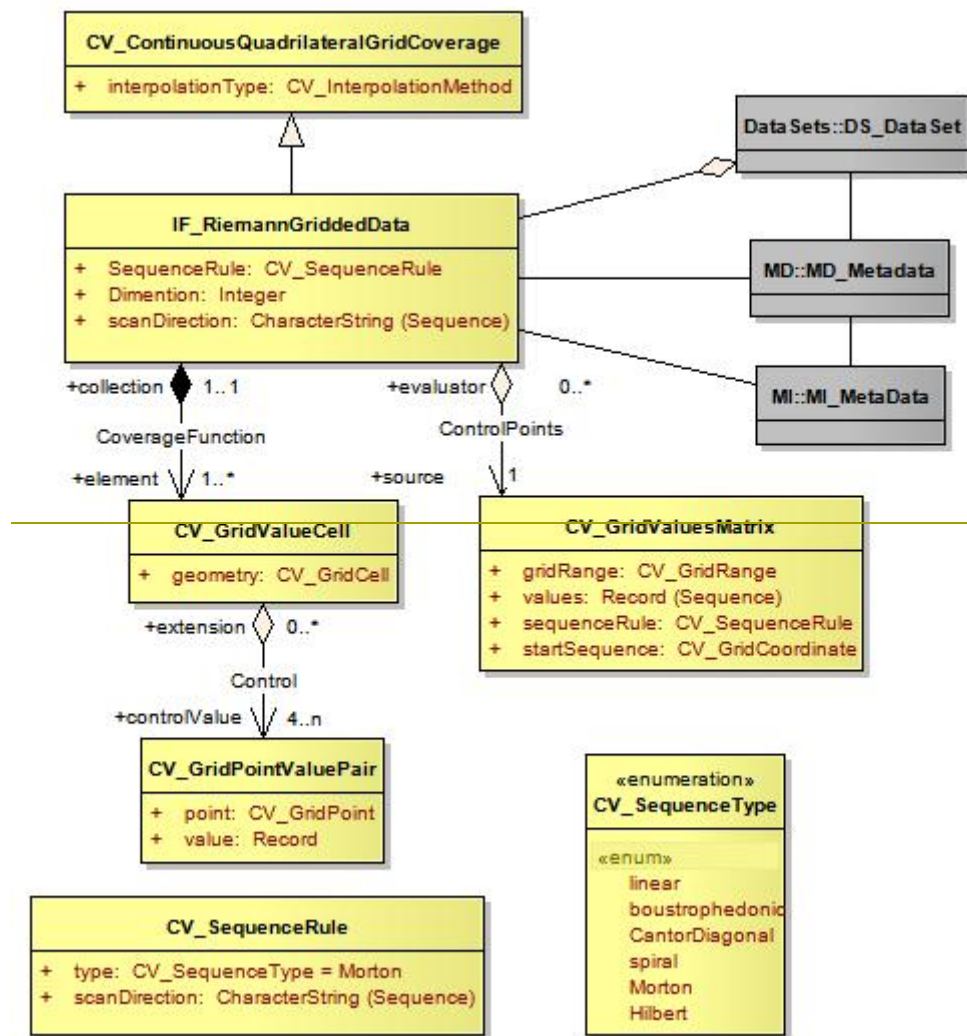 CV_ContinuousQuadrilateralGridCoverage
+ interpolationType: CV_InterpolationMethod
DataSets::DS_DataSet
IF_RiemannGriddedData
+ SequenceRule: CV_SequenceRule
+ Dimention: Integer
+ scanDirection: CharacterString (Sequence)
MD::MD_Metadata
MI::MI_MetaData
+collection 1..1
+evaluator 0..*
CoverageFunction
ControlPoints
+element 1..*
+source 1
CV_GridValueCell
+ geometry: CV_GridCell
CV_GridValuesMatrix
+ gridRange: CV_GridRange
+ values: Record (Sequence)
+ sequenceRule: CV_SequenceRule
+ startSequence: CV_GridCoordinate
+extension 0..*
Control
+controlValue 4..n
CV_GridPointValuePair
+ point: CV_GridPoint
+ value: Record
«enumeration»
CV_SequenceType
«enum»
linear
boustrophedonic
CantorDiagonal
spiral
Morton
Hilbert
CV_SequenceRule
+ type: CV_SequenceType = Morton
+ scanDirection: CharacterString (Sequence)